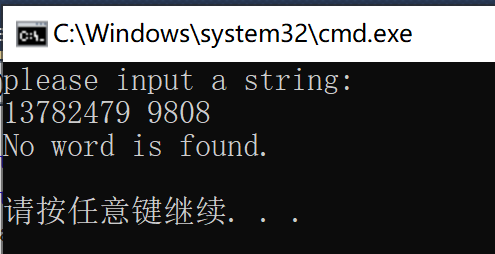 C:\Windows\system32\cmd.exe
please input a string:
13782479 9808
No word is found.
请按任意键继续. . .